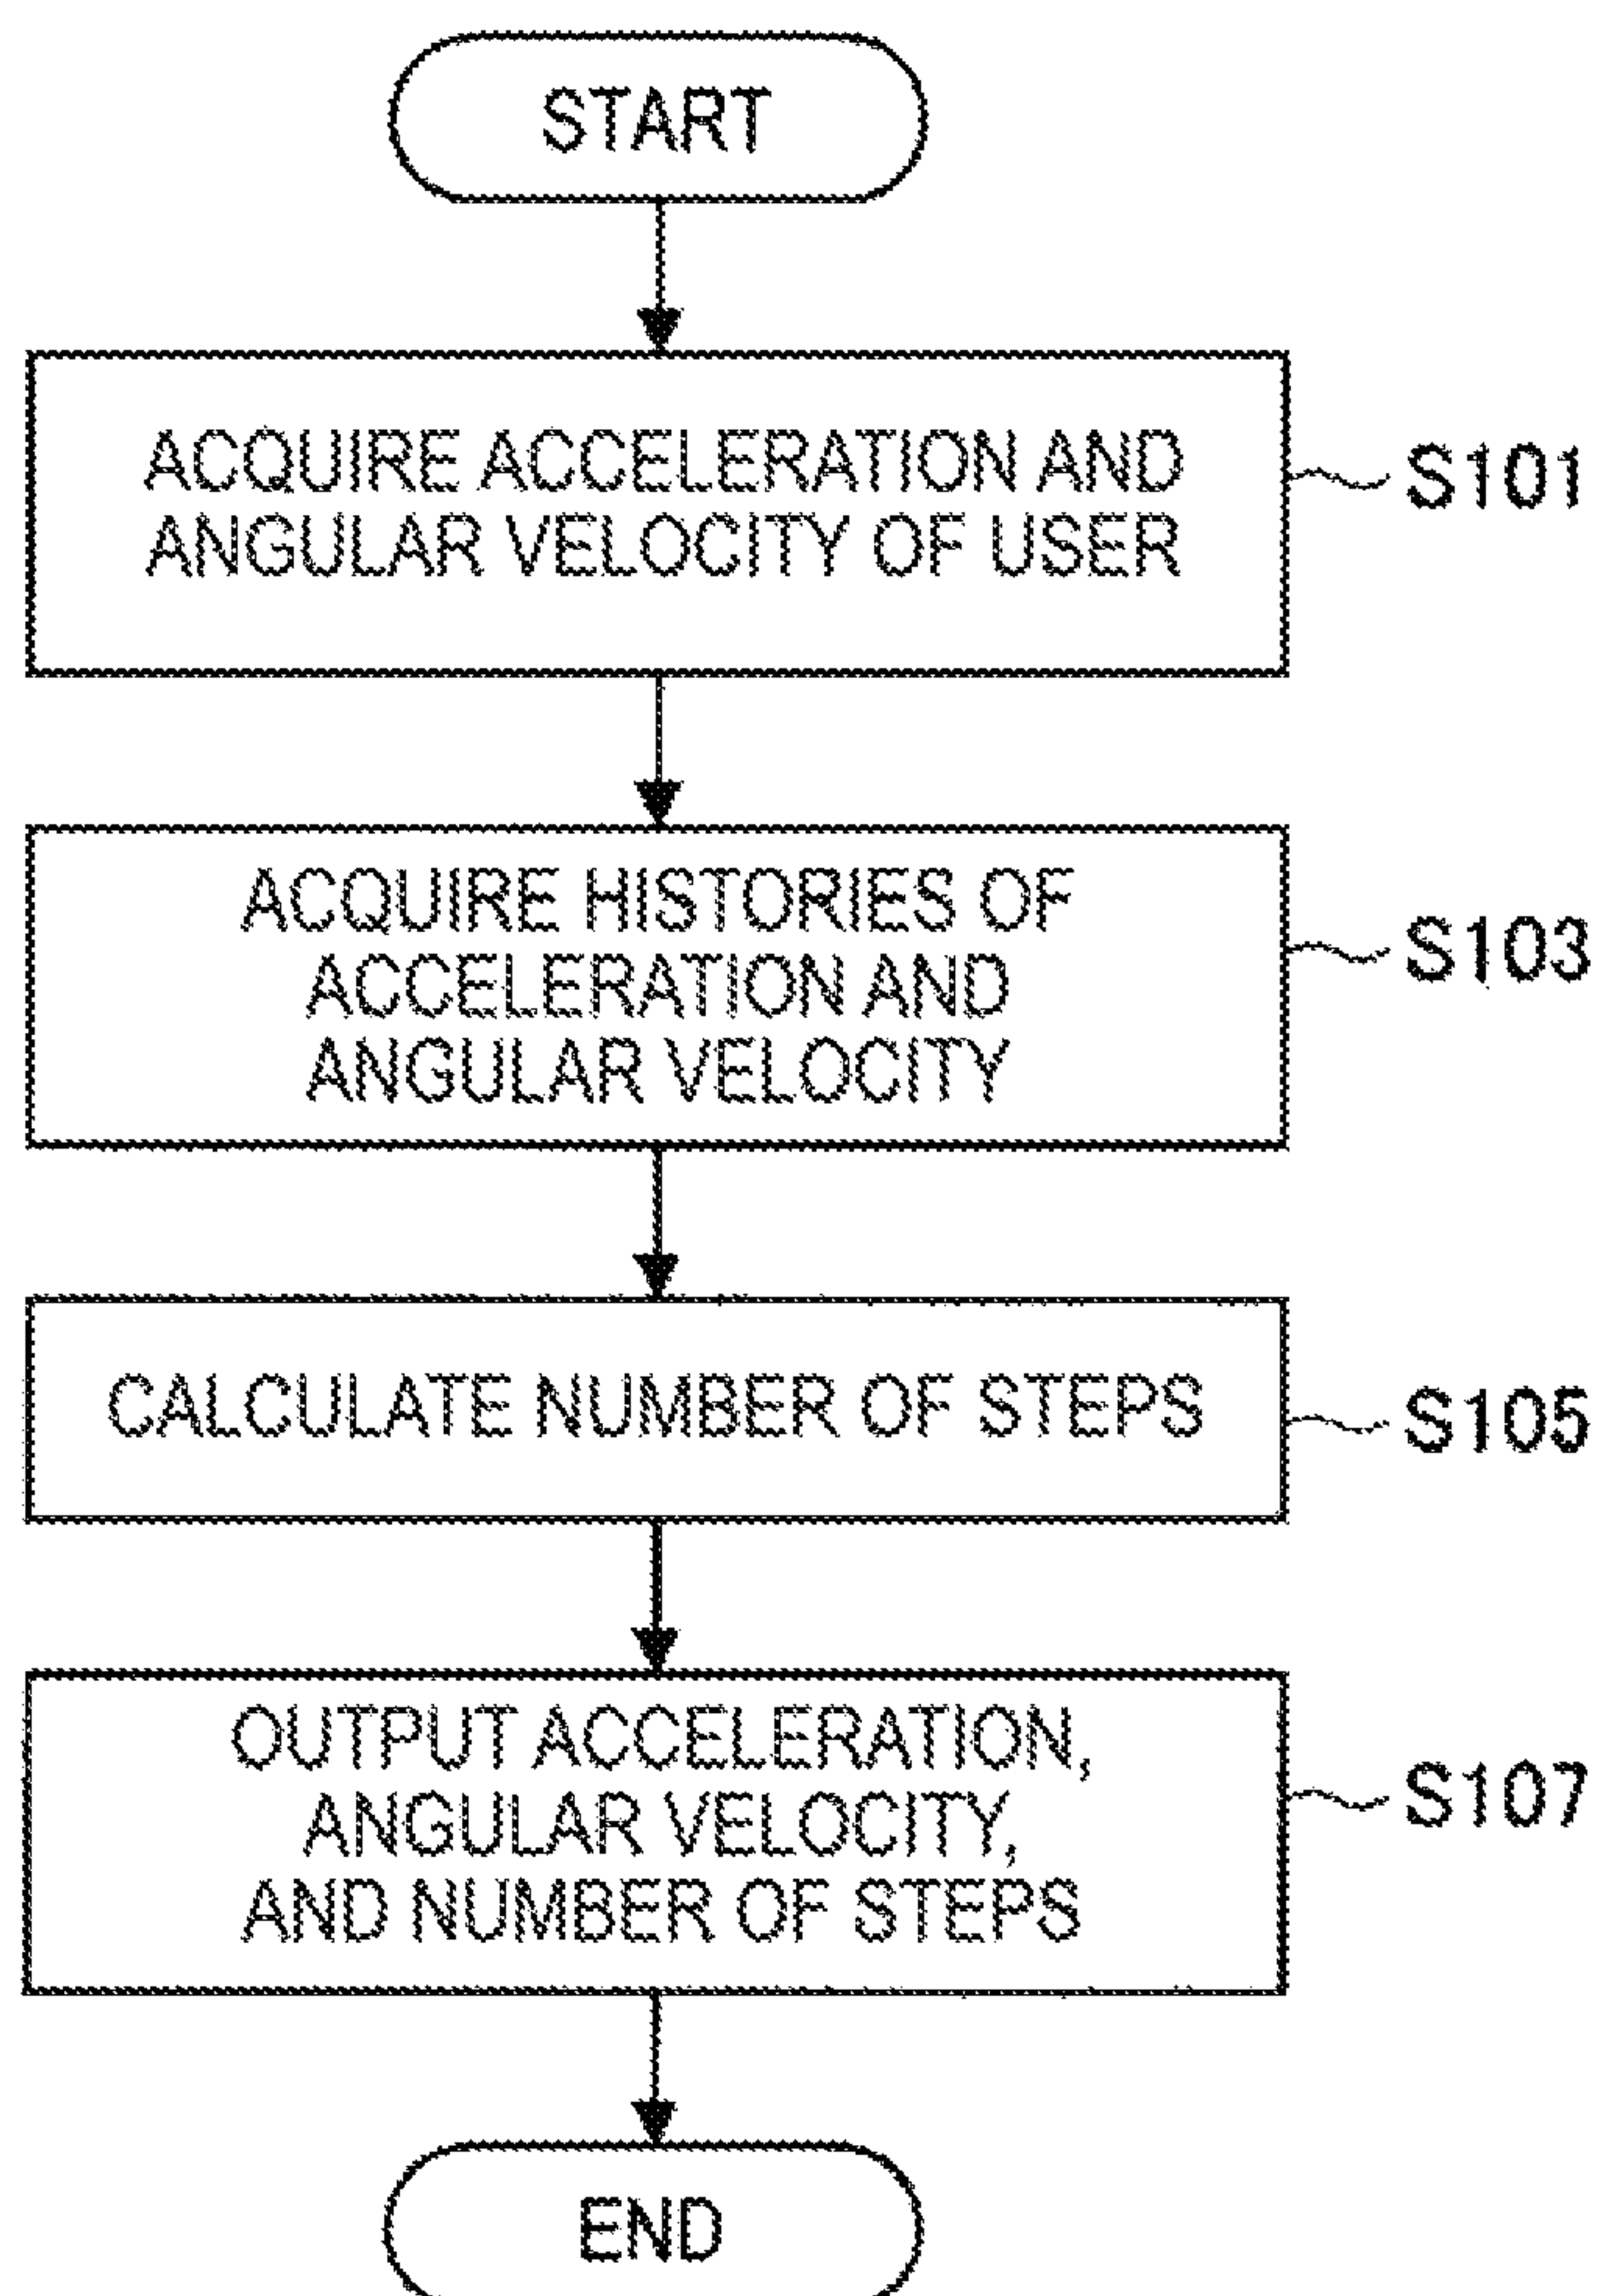 START
ACQUIRE ACCELERATION AND
ANGULAR VELOCITY OF USER
S101
ACQUIRE HISTORIES OF
ACCELERATION AND
ANGULAR VELOCITY
S103
CALCULATE NUMBER OF STEPS
S105
OUTPUT ACCELERATION,
ANGULAR VELOCITY,
AND NUMBER OF STEPS
S107
END